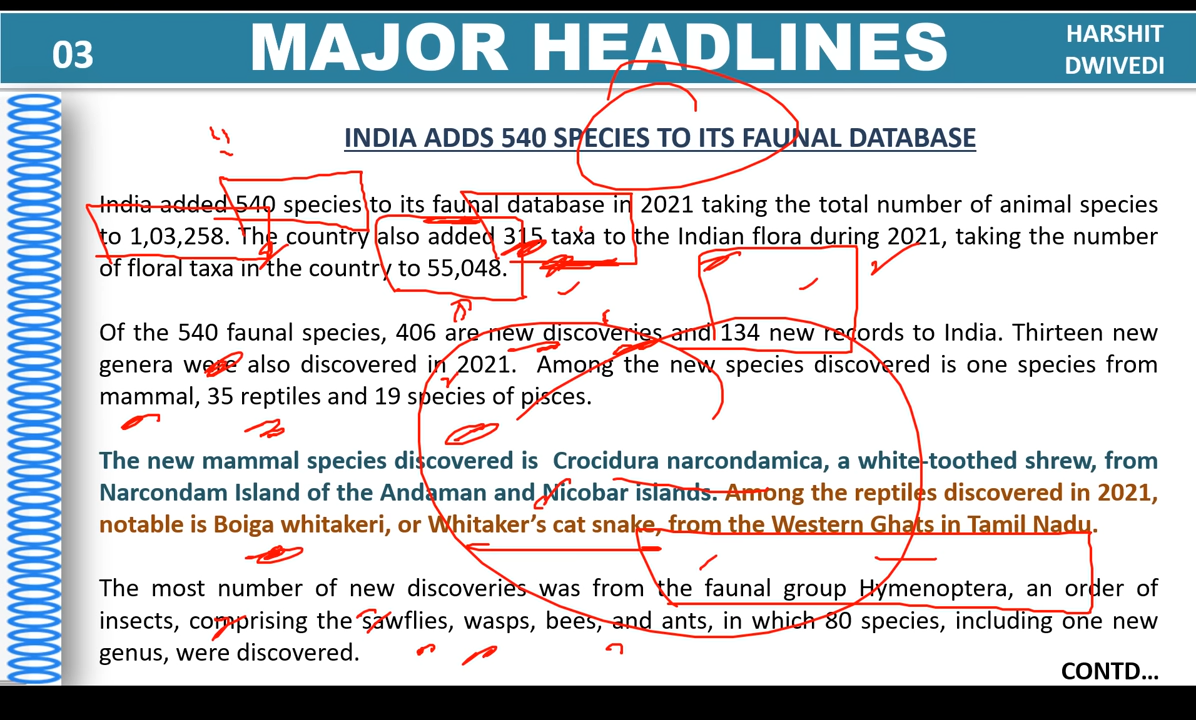 03
MAJOR HEADLINES
HARSHIT
DWIVEDI
INDIA ADDS 540 SPECIES TO ITS FAUNAL DATABASE
India added 540 species to its faunal database in 2021 taking the total number of animal species
to 1,03,258. The country also added 315 taxa to the Indian flora during 2021, taking the number
of floral taxa in the country to 55,048.
Of the 540 faunal species, 406 are new discoveries and 134 new records to India. Thirteen new
genera were also discovered in 2021. Among the new species discovered is one species from
mammal, 35 reptiles and 19 species of pisces.
The new mammal species discovered is Crocidura narcondamica, a white-toothed shrew, from
Narcondam Island of the Andaman and Nicobar islands. Among the reptiles discovered in 2021,
notable is Boiga whitakeri, or Whitaker's cat snake, from the Western Ghats in Tamil Nadu.
The most number of new discoveries was from the faunal group Hymenoptera, an order of
insects, comprising the sawflies, wasps, bees, and ants, in which 80 species, including one new
genus, were discovered.
CONTD...